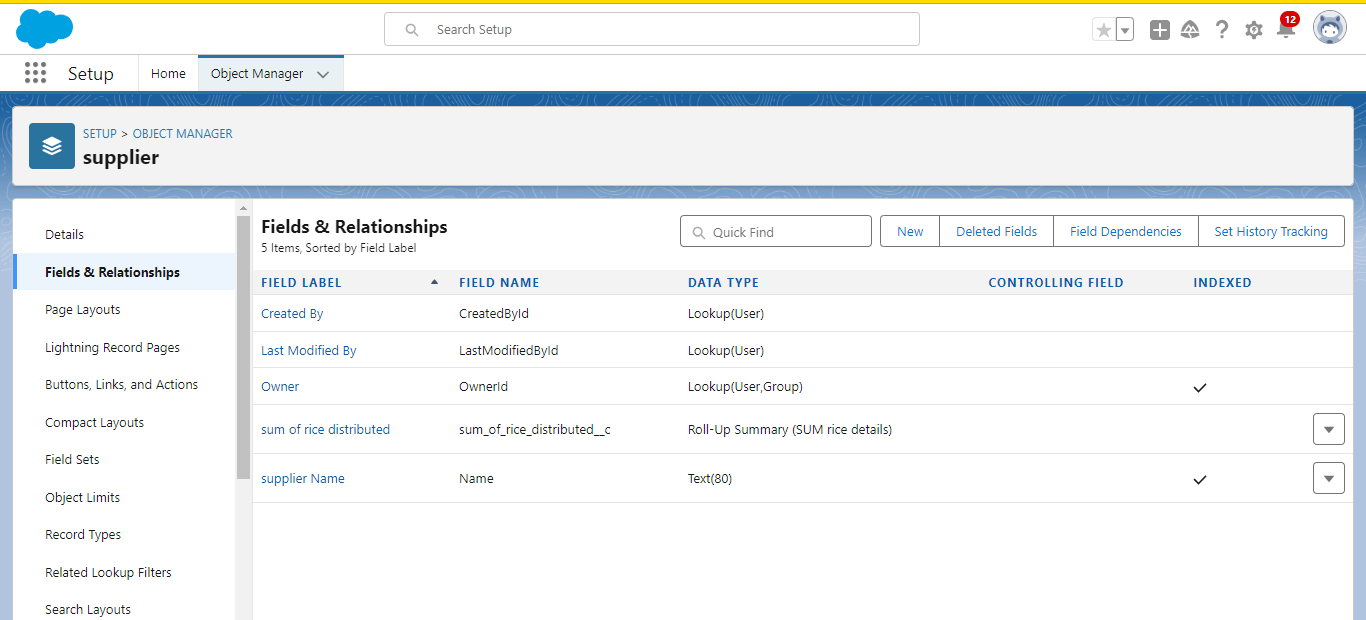 Search Setup
12
Setup
Home
Object Manager
SETUP > OBJECT MANAGER
supplier
Details
Fields & Relationships
Page Layouts
Lightning Record Pages
Buttons, Links, and Actions
Compact Layouts
Field Sets
Object Limits
Record Types
Related Lookup Filters
Search Layouts
Fields & Relationships
5 Items, Sorted by Field Label
Quick Find
New
Deleted Fields
Field Dependencies
Set History Tracking
FIELD LABEL FIELD NAME DATA TYPE CONTROLLING FIELD INDEXED
Created By CreatedById Lookup(User)
Last Modified By LastModifiedById Lookup(User)
Owner OwnerId Lookup(User,Group)
sum of rice distributed sum_of_rice_distributed__c Roll-Up Summary (SUM rice details)
supplier Name Name Text(80)